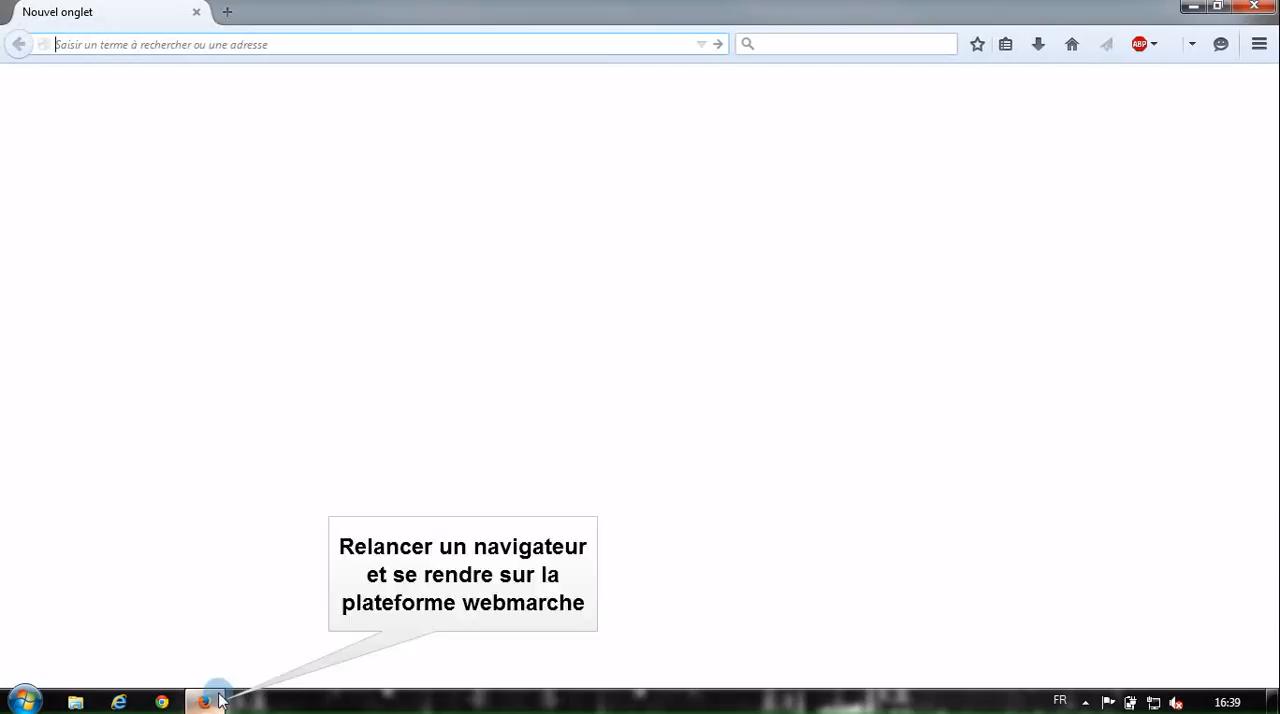 Nouvel onglet
Saisir un terme à rechercher ou une adresse
ABP
Relancer un navigateur
et se rendre sur la
plateforme webmarche
FR
16:39